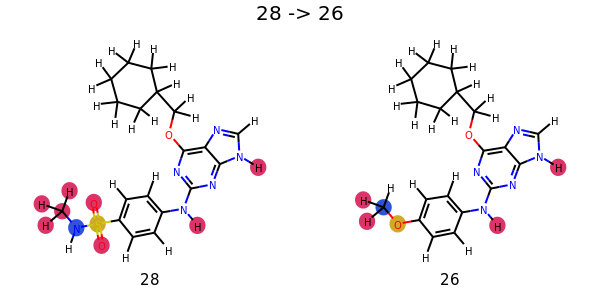 28 -> 26
H H H H H H H H H H H H H
O N N N N H H
H H H H N H
H H H H N S O O H H
28
H H H H H H H H H H H H H
O N N N N H H
H H H H N H
H H H O H H
26